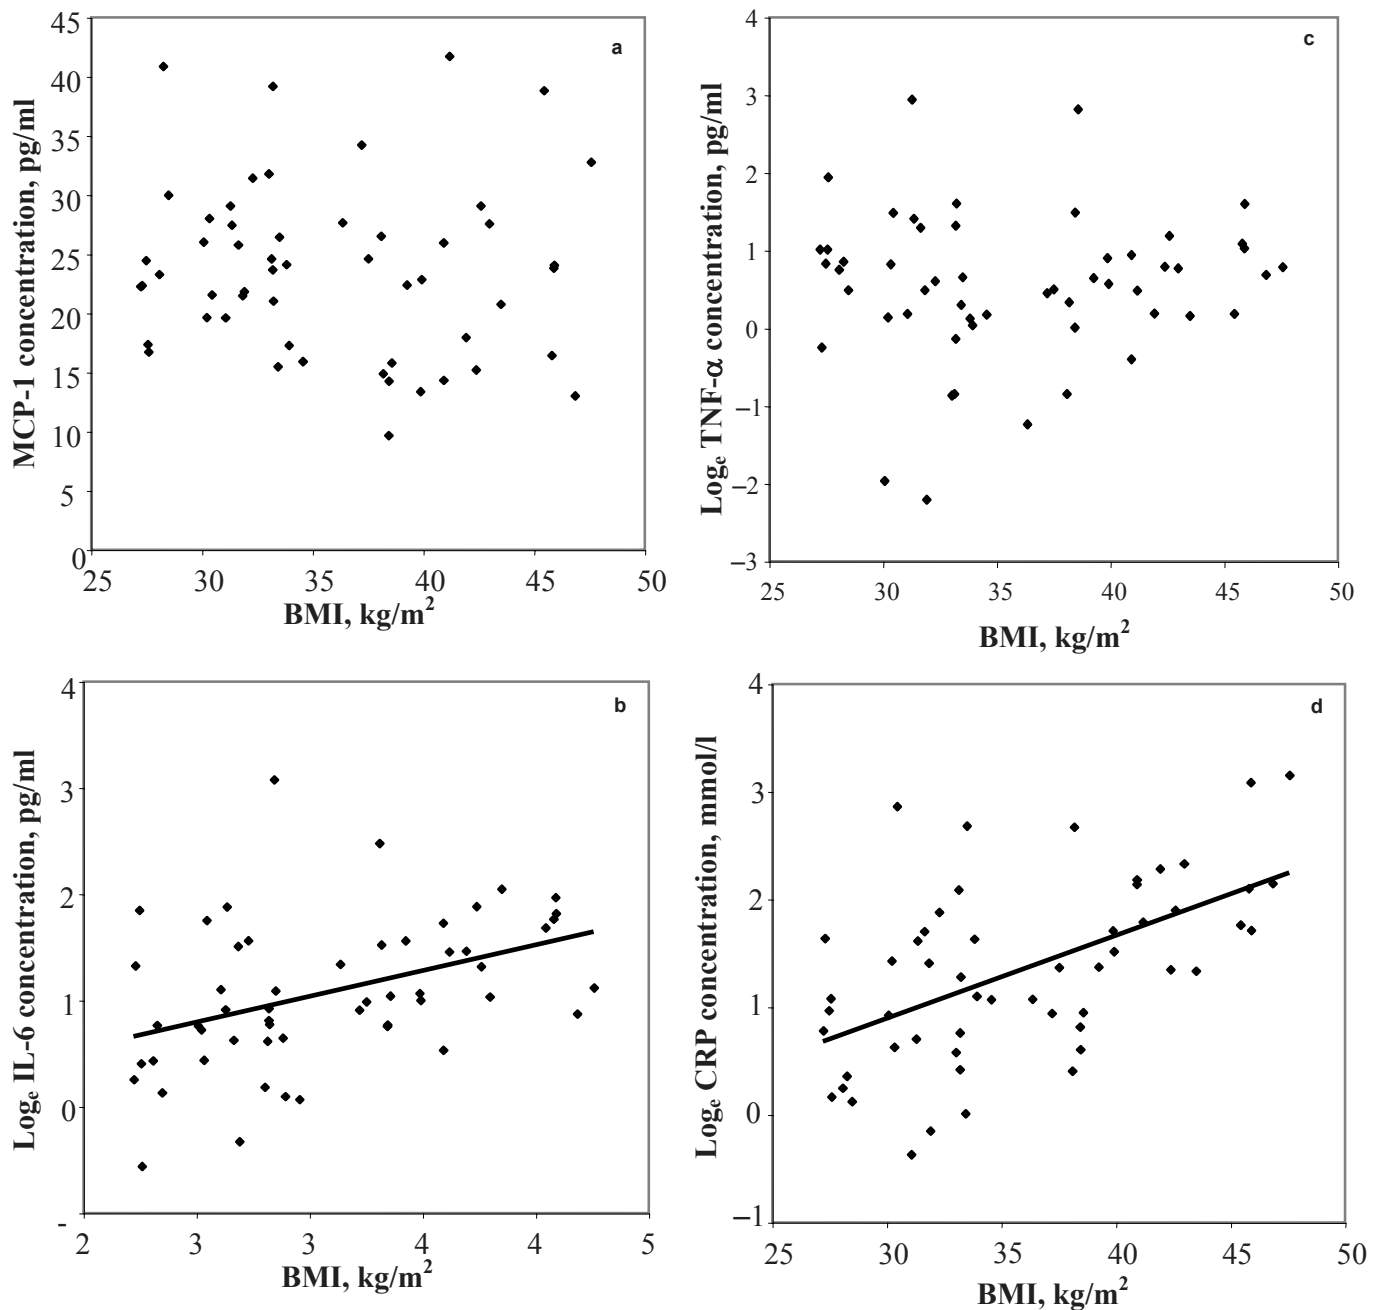 a
MCP-1 concentration, pg/ml
45
40
35
30
25
20
15
10
5
0
25 30 35 40 45 50
BMI, kg/m²
c
Logₑ TNF-α concentration, pg/ml
4
3
2
1
0
−1
−2
−3
25 30 35 40 45 50
BMI, kg/m²
b
Logₑ IL-6 concentration, pg/ml
4
3
2
1
0
-
2 3 3 4 4 5
BMI, kg/m²
d
Logₑ CRP concentration, mmol/l
4
3
2
1
0
−1
25 30 35 40 45 50
BMI, kg/m²